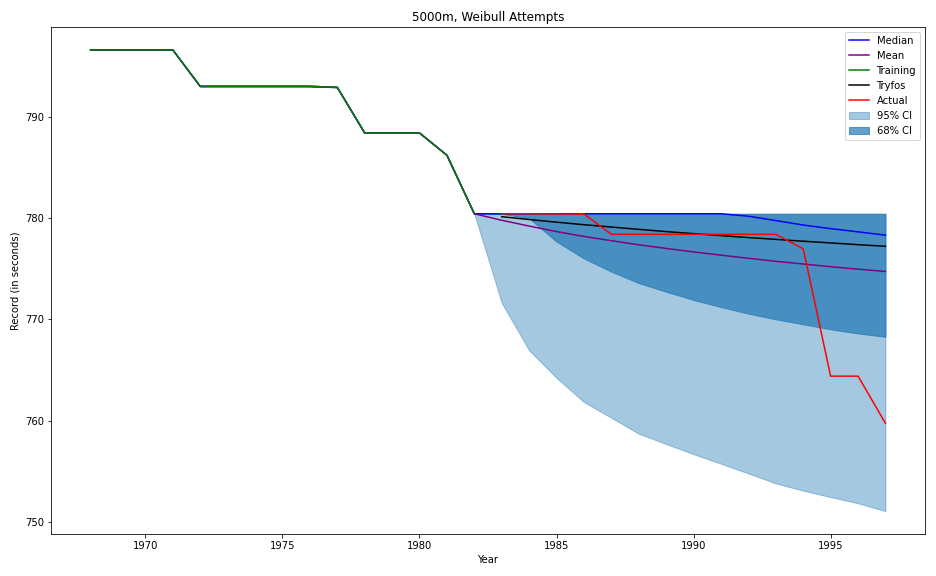 5000m, Weibull Attempts
Median
Mean
Training
Tryfos
Actual
95% CI
68% CI
Record (in seconds)
790
780
770
760
750
1970
1975
1980
1985
1990
1995
Year